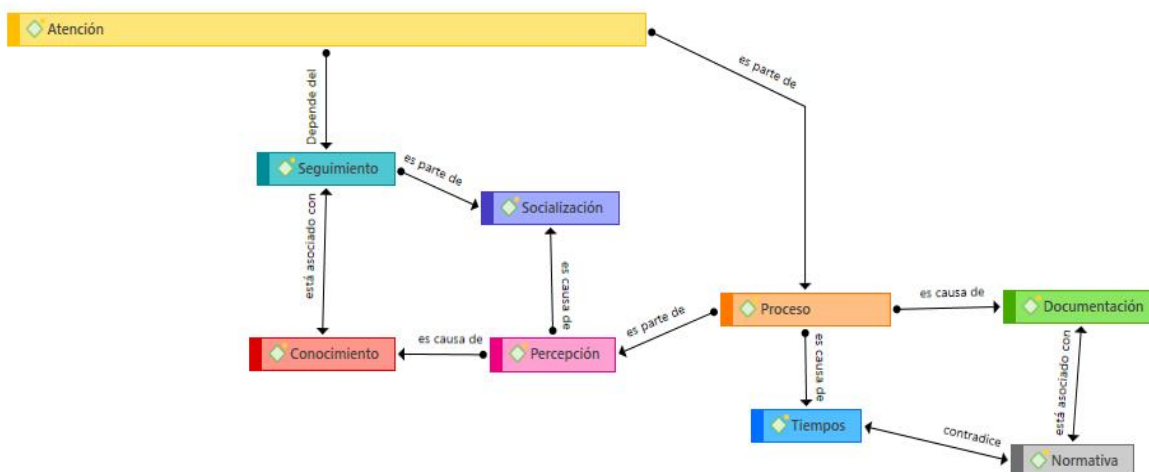 Atención
es parte de
Depende del
Seguimiento
es parte de
Socialización
está asociado con
es causa de
Proceso
es causa de
Documentación
es parte de
es causa de
Conocimiento
es causa de
Percepción
está asociado con
Tiempos
contradice
Normativa